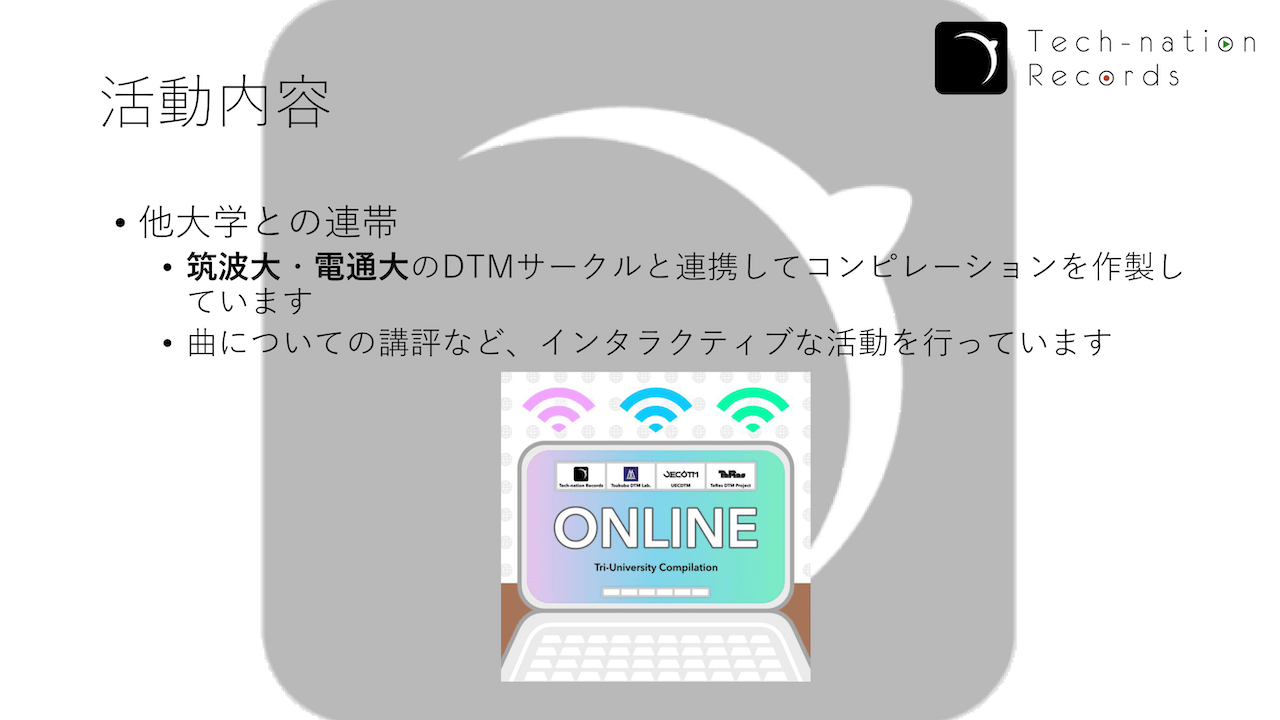 Tech-nation
Records
活動内容
• 他大学との連帯
• 筑波大・電通大のDTMサークルと連携してコンピレーションを作製し
ています
• 曲についての講評など、インタラクティブな活動を行っています
Tech-nation Records
Tsukuba DTM Lab.
UECDTM
UECDTM
TeRes
TeRes DTM Project
ONLINE
Tri-University Compilation